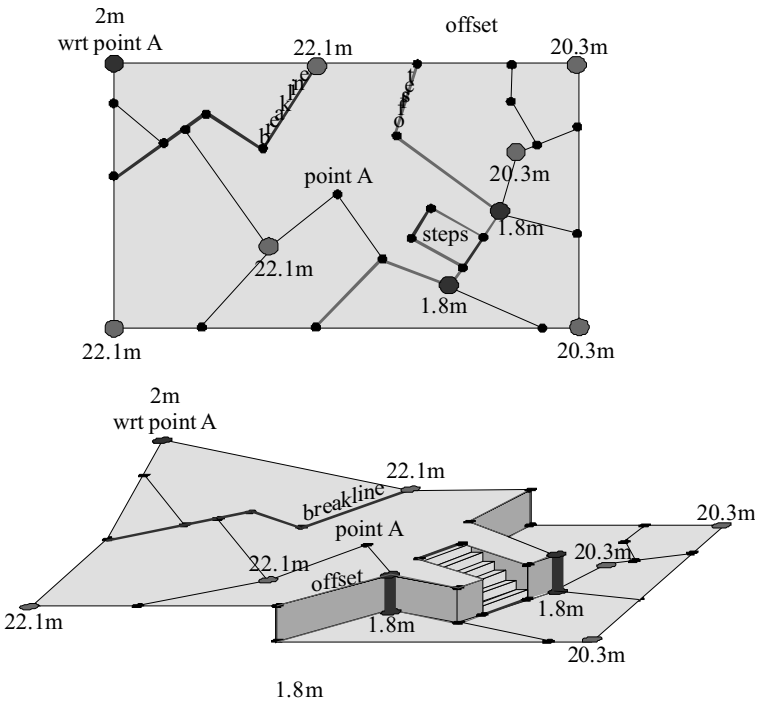 2m
wrt point A
offset
22.1m
20.3m
breakline
offset
20.3m
point A
steps
1.8m
22.1m
1.8m
22.1m
20.3m
2m
wrt point A
22.1m
breakline
20.3m
point A
20.3m
22.1m
offset
1.8m
22.1m
1.8m
20.3m
1.8m